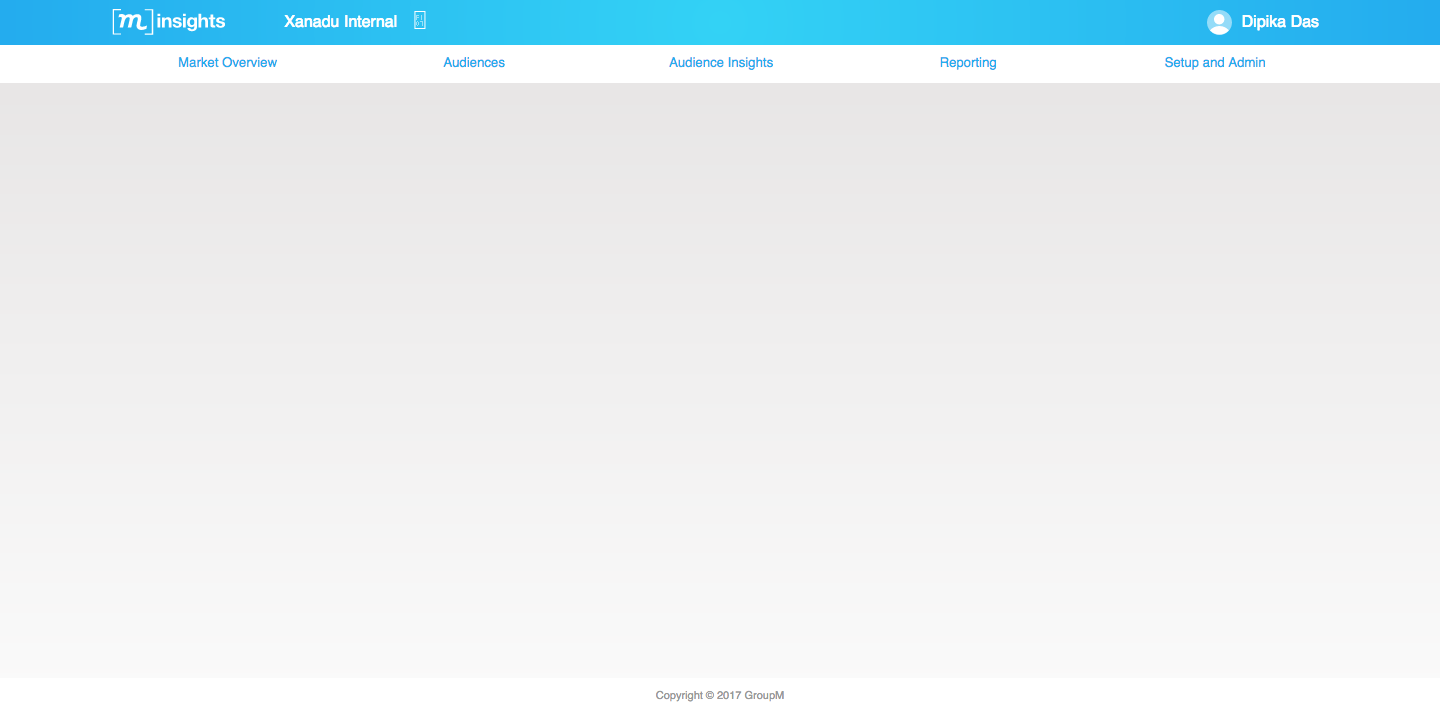 [m] insights Xanadu Internal Dipika Das
Market Overview Audiences Audience Insights Reporting Setup and Admin
Copyright © 2017 GroupM